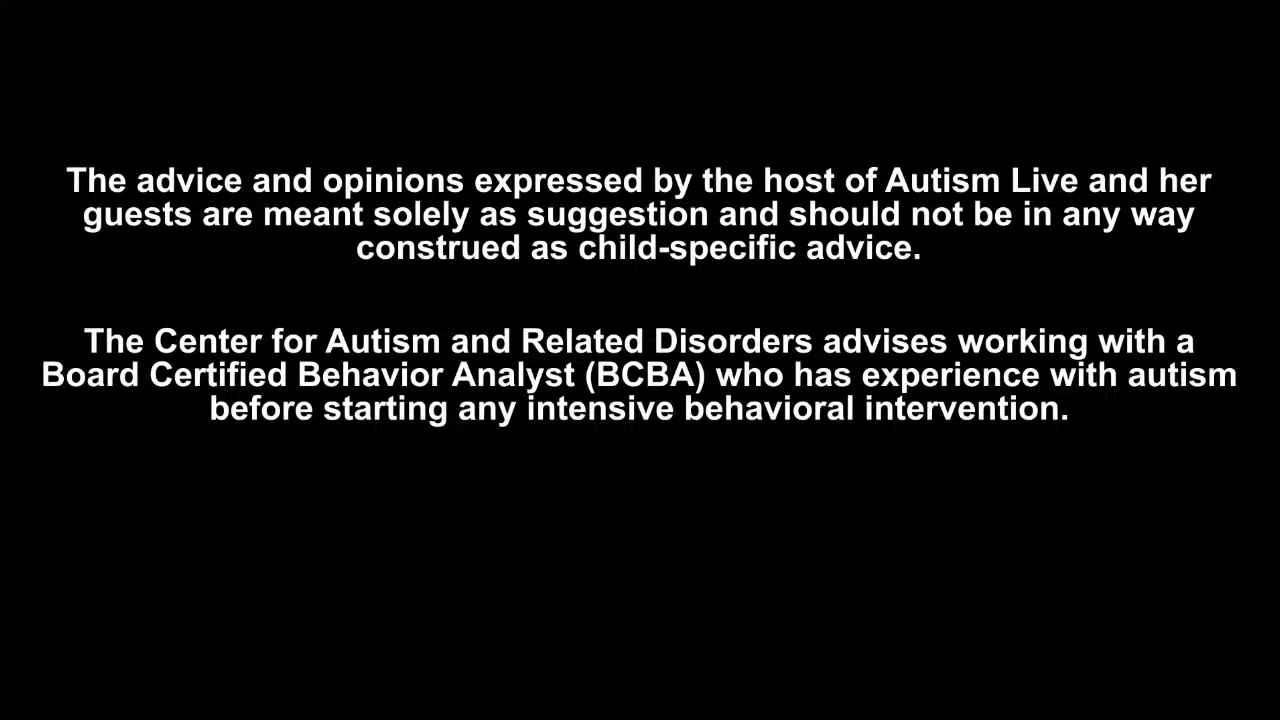 The advice and opinions expressed by the host of Autism Live and her
guests are meant solely as suggestion and should not be in any way
construed as child-specific advice.
The Center for Autism and Related Disorders advises working with a
Board Certified Behavior Analyst (BCBA) who has experience with autism
before starting any intensive behavioral intervention.